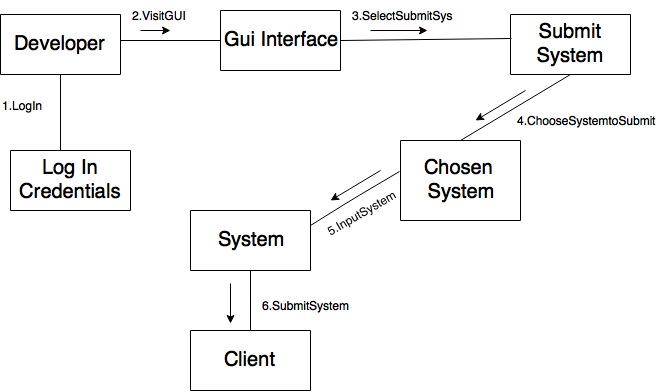 2.VisitGUI
3.SelectSubmitSys
Developer
Gui Interface
Submit
System
1.LogIn
4.ChooseSystemtoSubmit
Log In
Credentials
Chosen
System
5.InputSystem
System
6.SubmitSystem
Client